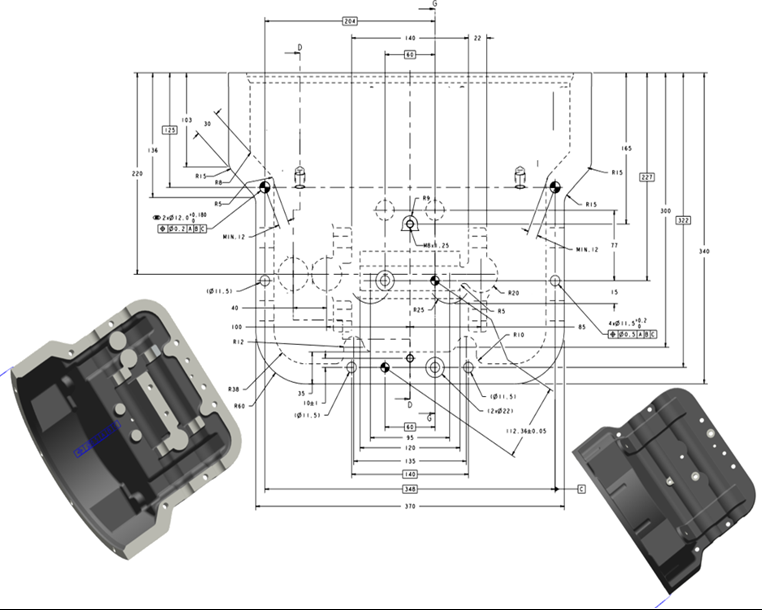 G
204
140
22
D
60
103
30
125
136
165
R15
R8
R15
227
220
R5
R9
R15
300
322
2xØ12.0 +0.180 0
Ø0.2 A B C
MIN.12
M8x1.25
MIN.12
77
340
(Ø11,5)
R20
15
40
R25
R5
100
R10
85
4xØ11,5 +0.2 0
Ø0,5 A B C
R12
R38
R60
35
10±1
(Ø11,5)
(Ø11,5)
D
G
(2xØ22)
60
112.36±0.05
95
120
135
140
348
C
370